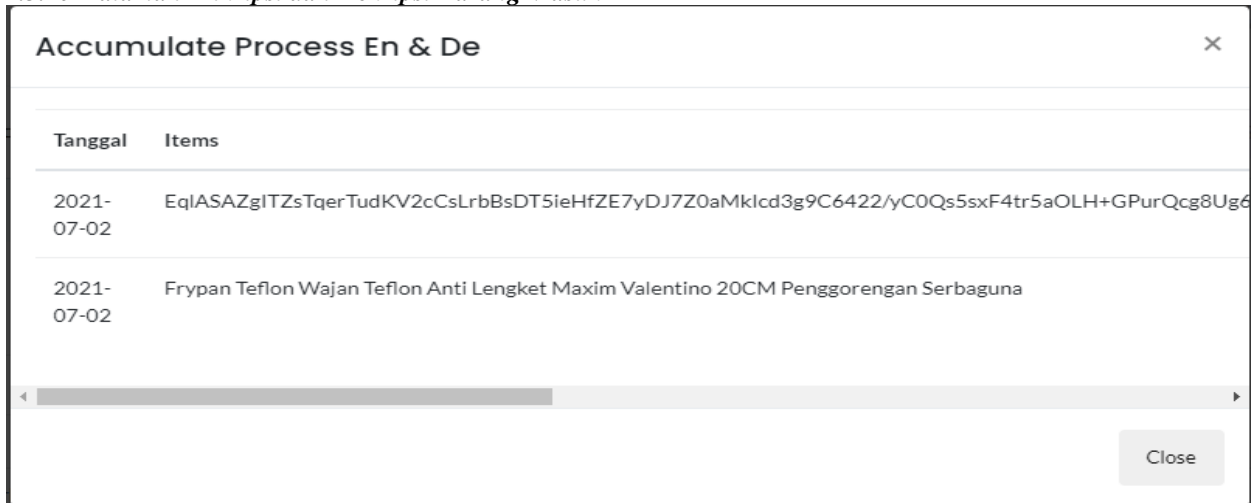 Accumulate Process En & De
×
Tanggal Items
2021-
07-02
EqlASAZgITZsTqerTudKV2cCsLrbBsDT5ieHfZE7yDJ7Z0aMklcd3g9C6422/yC0Qs5sxF4tr5aOLH+GPurQcg8Ug6
2021-
07-02
Frypan Teflon Wajan Teflon Anti Lengket Maxim Valentino 20CM Penggorengan Serbaguna
Close